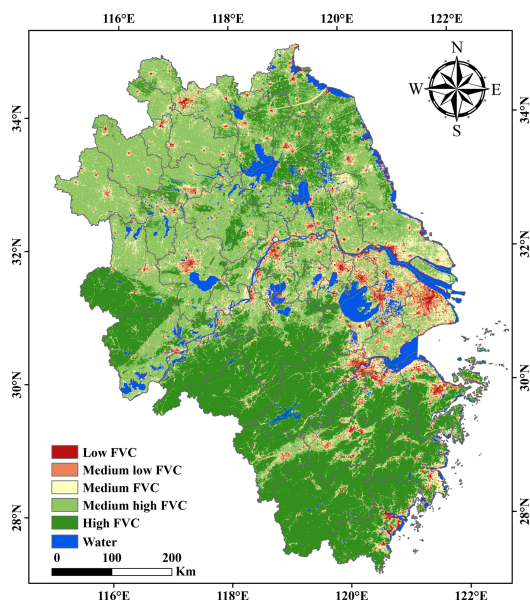 116°E 118°E 120°E 122°E
N
W E
S
34°N 34°N
32°N 32°N
30°N 30°N
28°N 28°N
Low FVC
Medium low FVC
Medium FVC
Medium high FVC
High FVC
Water
0 100 200
Km
116°E 118°E 120°E 122°E